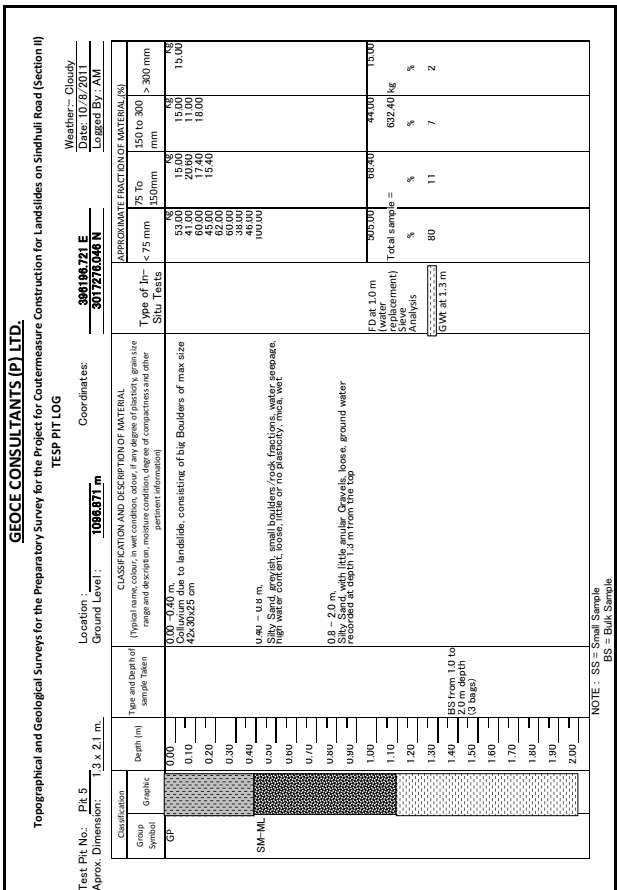 GEOCE CONSULTANTS (P) LTD.
Topographical and Geological Surveys for the Preparatory Survey for the Project for Coutermeasure Construction for Landslides on Sindhuli Road (Section II)
TESP PIT LOG
Test Pit No.: Pit 5 Location : Coordinates: 396196.721 E Weather:- Cloudy
Aprox. Dimension: 1.3 x 2.1 m. Ground Level : 1096.871 m 3017276.046 N Date: 10/8/2011
Logged By : AM
Classification
Group Symbol
Graphic
Depth (m)
Type and Depth of sample Taken
CLASSIFICATION AND DESCRIPTION OF MATERIAL
(Typical name, colour, in wet condition, odour, if any degree of plasticity, grain size
range and description, moisture condition, degree of compactness and other
pertinent information)
Type of In-
Situ Tests
APPROXIMATE FRACTION OF MATERIAL,(%)
< 75 mm
75 To
150mm
150 to 300
mm
> 300 mm
GP
SM-ML
0.00
0.10
0.20
0.30
0.40
0.50
0.60
0.70
0.80
0.90
1.00
1.10
1.20
1.30
1.40
1.50
1.60
1.70
1.80
1.90
2.00
BS from 1.0 to
2.0 m depth
(3 bags)
0.00 -0.40 m,
Colluvium due to landslide, consisting of big Boulders of max size
42x30x25 cm
0.40 - 0.8 m,
Silty Sand, greyish, small boulders /rock fractions, water seepage,
high water content, loose, little or no plasticity, mica, wet
0.8 - 2.0 m,
Silty Sand, with little anular Gravels, loose, ground water
recorded at depth 1.3 m from the top
FD at 1.0 m
(water
replacement)
Sieve
Analysis
GWt at 1.3 m
Kg Kg Kg Kg
53.00 15.00 15.00 15.00
41.00 20.60 11.00
60.00 17.40 18.00
45.00 15.40
62.00
60.00
38.00
46.00
100.00
505.00 68.40 44.00 15.00
Total sample = 632.40 kg
% % % %
80 11 7 2
NOTE : SS = Small Sample
BS = Bulk Sample